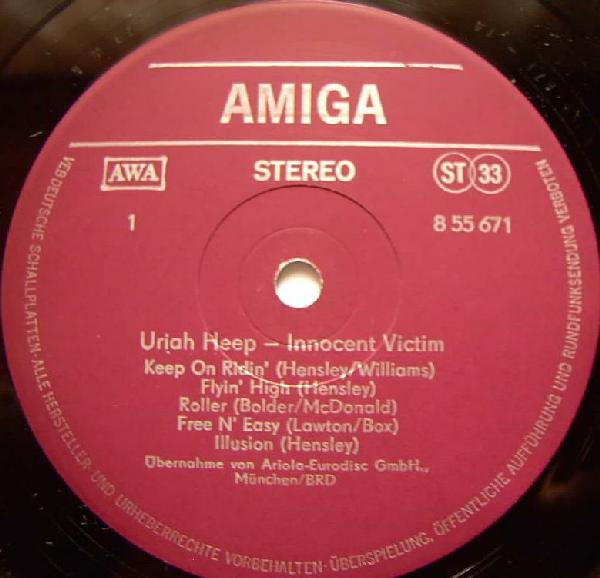 AMIGA
AWA STEREO ST 33
1 8 55 671
Uriah Heep – Innocent Victim
Keep On Ridin' (Hensley/Williams)
Flyin' High (Hensley)
Roller (Bolder/McDonald)
Free N' Easy (Lawton/Box)
Illusion (Hensley)
Übernahme von Ariola-Eurodisc GmbH.,
München/BRD
VEB DEUTSCHE SCHALLPLATTEN · ALLE HERSTELLER- UND URHEBERRECHTE VORBEHALTEN · ÜBERSPIELUNG, ÖFFENTLICHE AUFFÜHRUNG UND RUNDFUNKSENDUNG VERBOTEN